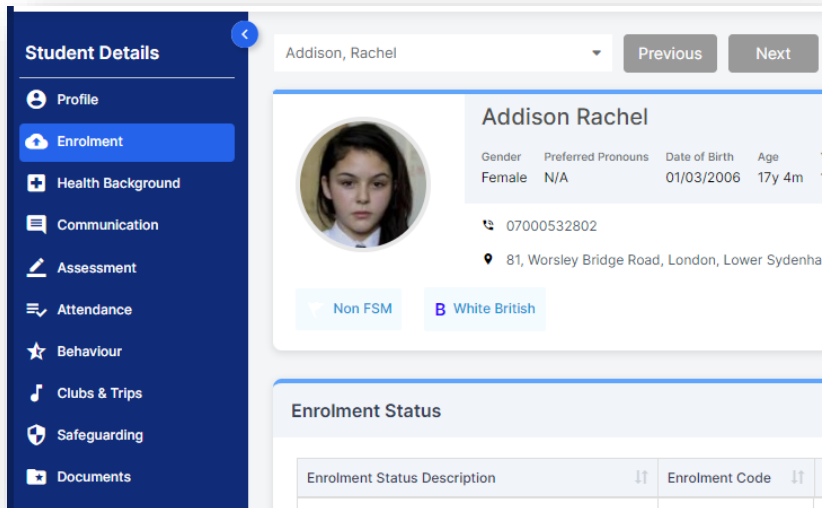 Student Details
Profile
Enrolment
Health Background
Communication
Assessment
Attendance
Behaviour
Clubs & Trips
Safeguarding
Documents
Addison, Rachel
Previous Next
Addison Rachel
Gender Preferred Pronouns Date of Birth Age
Female N/A 01/03/2006 17y 4m
07000532802
81, Worsley Bridge Road, London, Lower Sydenha
Non FSM B White British
Enrolment Status
Enrolment Status Description Enrolment Code